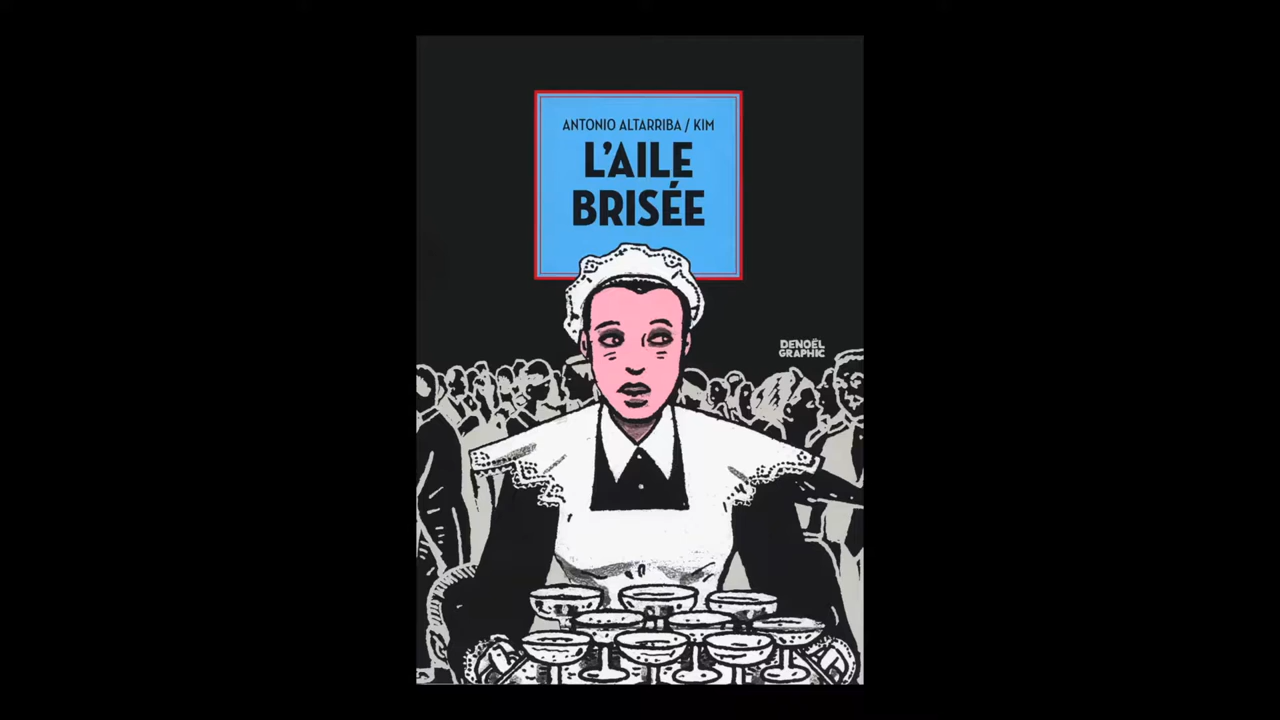 ANTONIO ALTARRIBA / KIM
L'AILE
BRISÉE
DENOËL
GRAPHIC